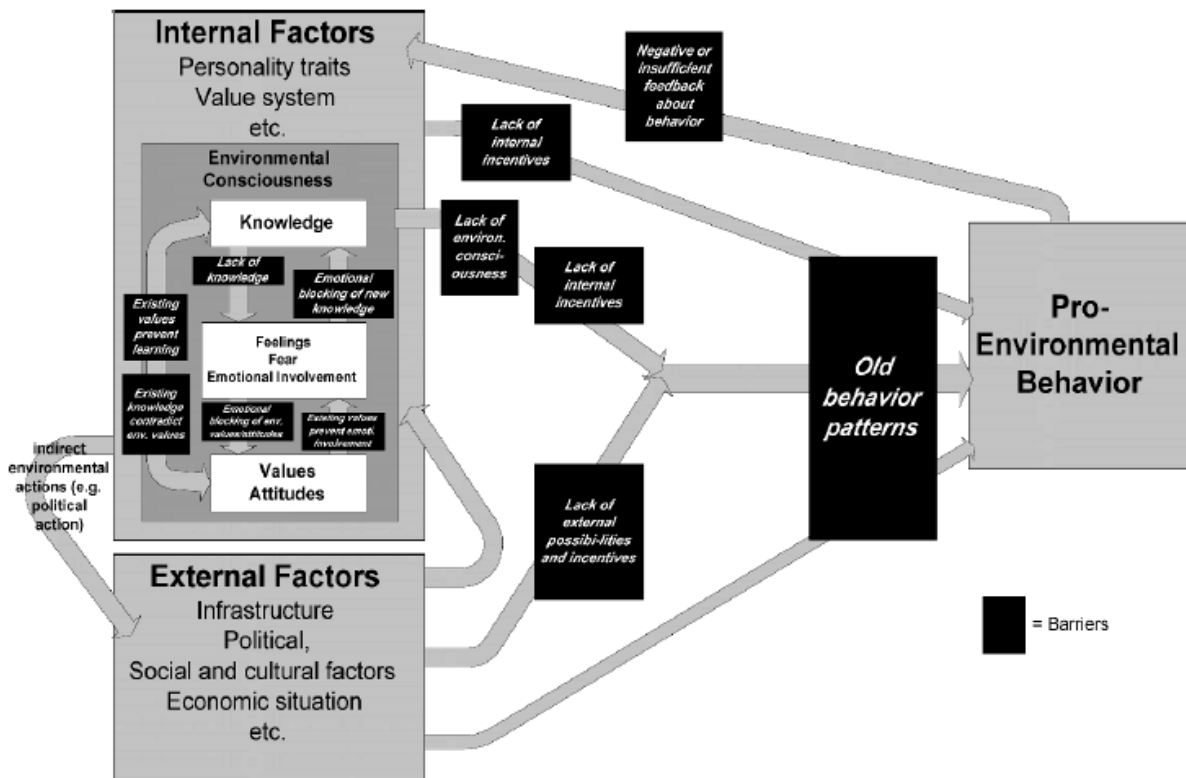 Internal Factors
Personality traits
Value system
etc.
Environmental
Consciousness
Knowledge
Lack of
knowledge
Emotional
blocking of new
knowledge
Existing
values
prevent
learning
Feelings
Fear
Emotional Involvement
Existing
knowledge
contradict
env. values
Emotional
blocking of env.
values/attitudes
Existing values
prevent emoti.
involvement
Values
Attitudes
Indirect
environmental
actions (e.g.
political
action)
External Factors
Infrastructure
Political,
Social and cultural factors
Economic situation
etc.
Negative or
insufficient
feedback
about
behavior
Lack of
internal
incentives
Lack of
environ.
consci-
ousness
Lack of
internal
incentives
Lack of
external
possibi-lities
and incentives
Old
behavior
patterns
Pro-
Environmental
Behavior
= Barriers